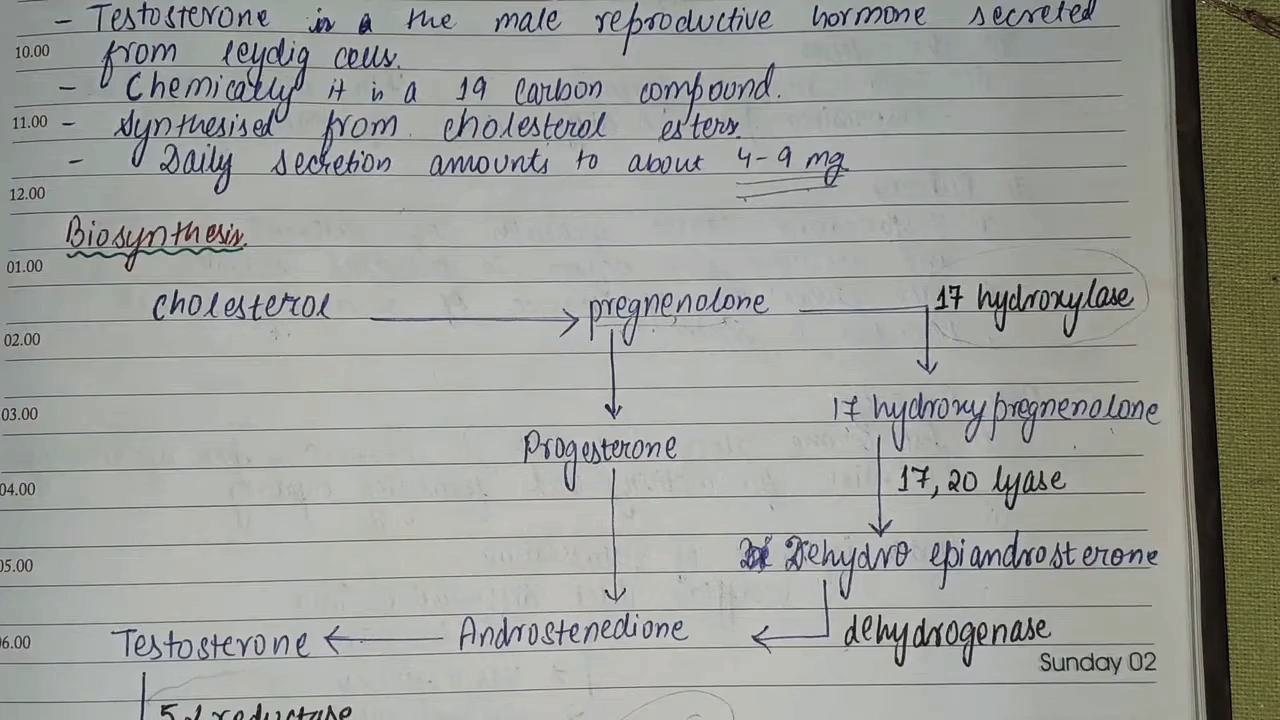 - Testosterone is a the male reproductive hormone secreted
10.00 from leydig cells.
- Chemically it is a 19 carbon compound.
11.00 - Synthesised from cholesterol esters.
- Daily secretion amounts to about 4-9 mg
12.00
Biosynthesis.
01.00
cholesterol → pregnenolone 17 hydroxylase
02.00
03.00 17 hydroxy pregnenolone
Progesterone
04.00 17, 20 lyase
05.00 Dehydro epiandrosterone
06.00 Testosterone ← Androstenedione ← dehydrogenase
Sunday 02
5 α reductase